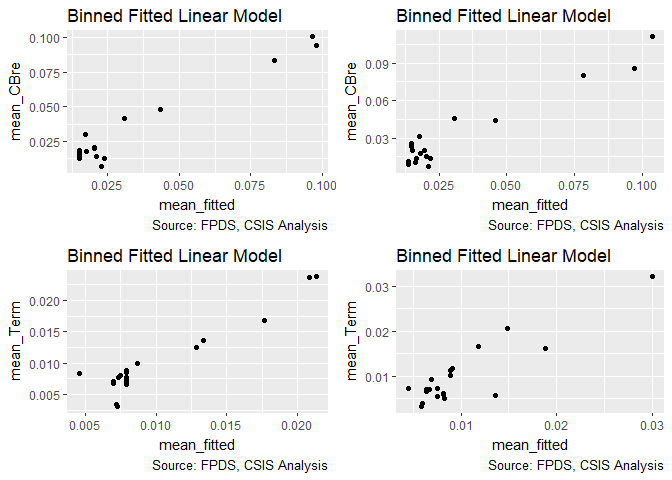 Binned Fitted Linear Model
mean_CBre
0.100
0.075
0.050
0.025
0.025 0.050 0.075 0.100
mean_fitted
Source: FPDS, CSIS Analysis
Binned Fitted Linear Model
mean_CBre
0.09
0.06
0.03
0.025 0.050 0.075 0.100
mean_fitted
Source: FPDS, CSIS Analysis
Binned Fitted Linear Model
mean_Term
0.020
0.015
0.010
0.005
0.005 0.010 0.015 0.020
mean_fitted
Source: FPDS, CSIS Analysis
Binned Fitted Linear Model
mean_Term
0.03
0.02
0.01
0.01 0.02 0.03
mean_fitted
Source: FPDS, CSIS Analysis